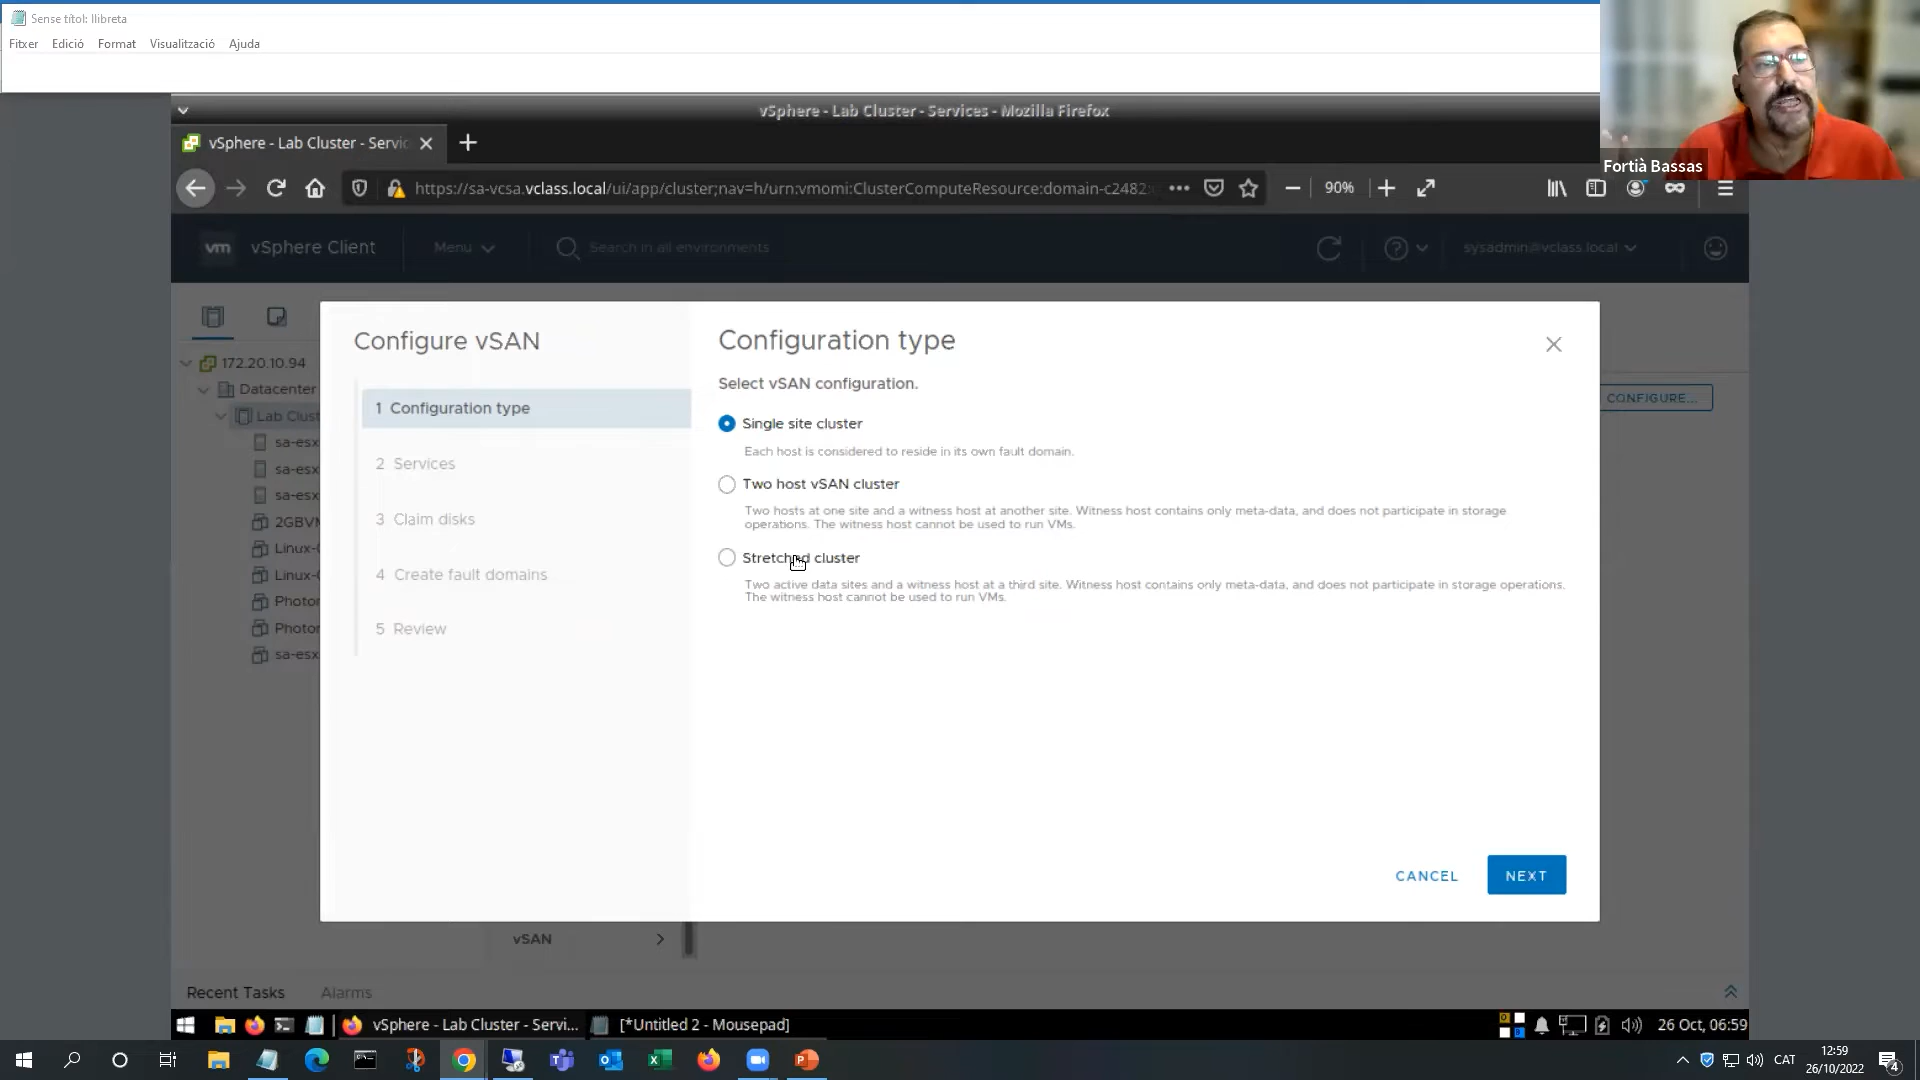 Sense títol: llibreta
Fitxer Edició Format Visualització Ajuda
Fortià Bassas
vSphere - Lab Cluster - Services - Mozilla Firefox
vSphere - Lab Cluster - Servic
https://sa-vcsa.vclass.local/ui/app/cluster;nav=h/urn:vmomi:ClusterComputeResource:domain-c2482:
90%
vm vSphere Client Menu Search in all environments sysadmin@vclass.local
172.20.10.94
Datacenter
Lab Clust
sa-esx
sa-esx
sa-esx
2GBVM
Linux-
Linux-
Photon
Photon
sa-esx
CONFIGURE...
Configure vSAN
1 Configuration type
2 Services
3 Claim disks
4 Create fault domains
5 Review
Configuration type
Select vSAN configuration.
Single site cluster
Each host is considered to reside in its own fault domain.
Two host vSAN cluster
Two hosts at one site and a witness host at another site. Witness host contains only meta-data, and does not participate in storage
operations. The witness host cannot be used to run VMs.
Stretched cluster
Two active data sites and a witness host at a third site. Witness host contains only meta-data, and does not participate in storage operations.
The witness host cannot be used to run VMs.
CANCEL NEXT
vSAN
Recent Tasks Alarms
vSphere - Lab Cluster - Servi... [*Untitled 2 - Mousepad] 26 Oct, 06:59
CAT 12:59
26/10/2022
4